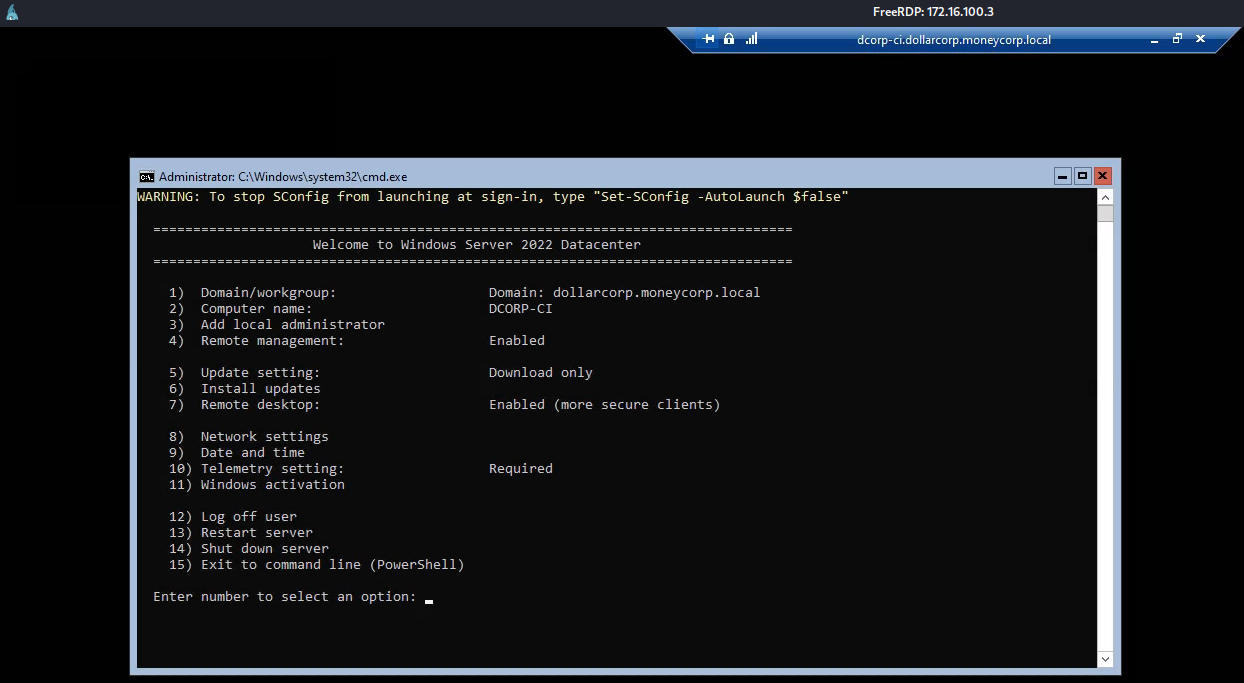 FreeRDP: 172.16.100.3
dcorp-ci.dollarcorp.moneycorp.local
Administrator: C:\Windows\system32\cmd.exe
WARNING: To stop SConfig from launching at sign-in, type "Set-SConfig -AutoLaunch $false"
================================================================================
Welcome to Windows Server 2022 Datacenter
================================================================================
1) Domain/workgroup: Domain: dollarcorp.moneycorp.local
2) Computer name: DCORP-CI
3) Add local administrator
4) Remote management: Enabled
5) Update setting: Download only
6) Install updates
7) Remote desktop: Enabled (more secure clients)
8) Network settings
9) Date and time
10) Telemetry setting: Required
11) Windows activation
12) Log off user
13) Restart server
14) Shut down server
15) Exit to command line (PowerShell)
Enter number to select an option: